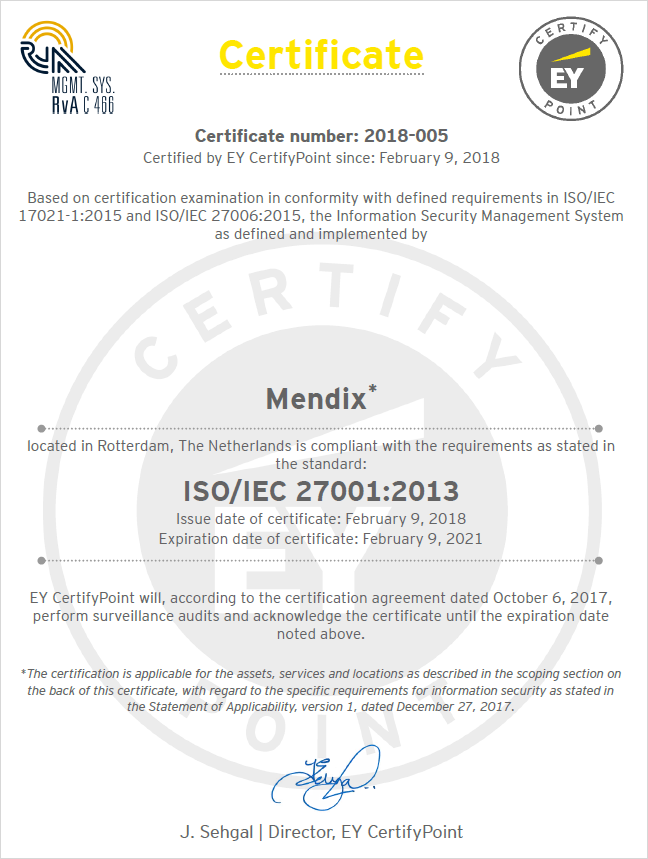 Certificate
MGMT. SYS.
RvA C 466
CERTIFY
EY
POINT
Certificate number: 2018-005
Certified by EY CertifyPoint since: February 9, 2018
Based on certification examination in conformity with defined requirements in ISO/IEC
17021-1:2015 and ISO/IEC 27006:2015, the Information Security Management System
as defined and implemented by
CERTIFY
Mendix*
located in Rotterdam, The Netherlands is compliant with the requirements as stated in
the standard:
ISO/IEC 27001:2013
Issue date of certificate: February 9, 2018
Expiration date of certificate: February 9, 2021
EY
EY CertifyPoint will, according to the certification agreement dated October 6, 2017,
perform surveillance audits and acknowledge the certificate until the expiration date
noted above.
*The certification is applicable for the assets, services and locations as described in the scoping section on
the back of this certificate, with regard to the specific requirements for information security as stated in
the Statement of Applicability, version 1, dated December 27, 2017.
POINT
J. Sehgal | Director, EY CertifyPoint